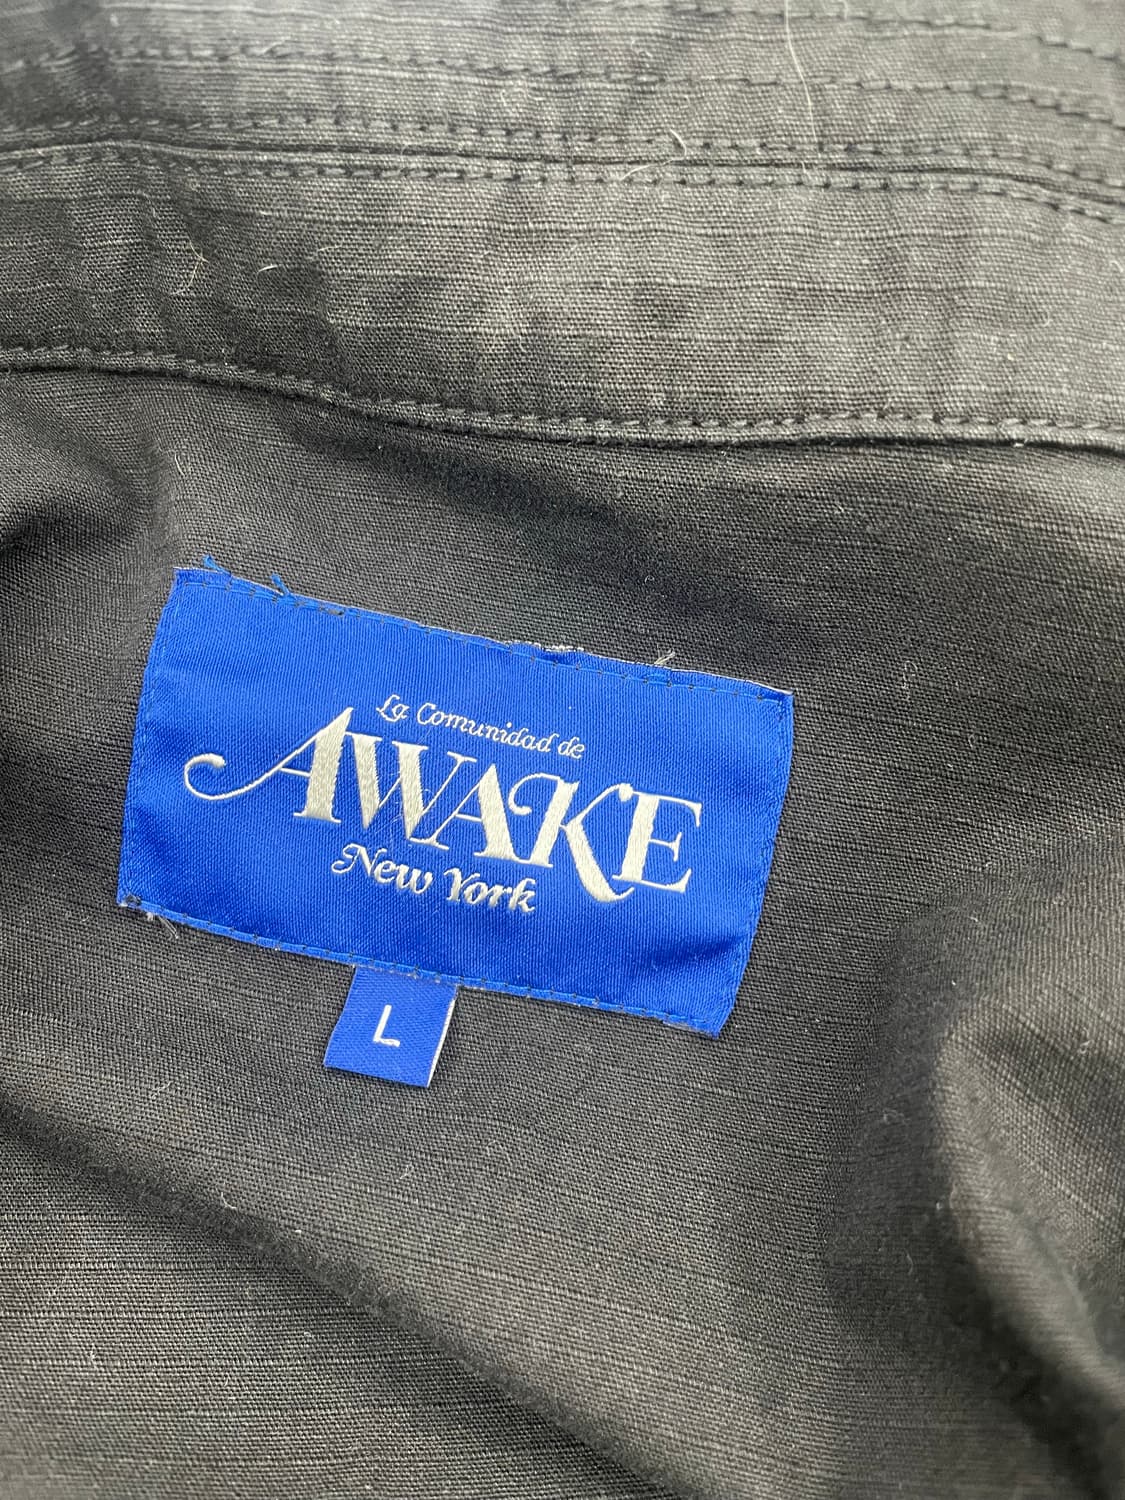 La Comunidad de
AWAKE
New York
L